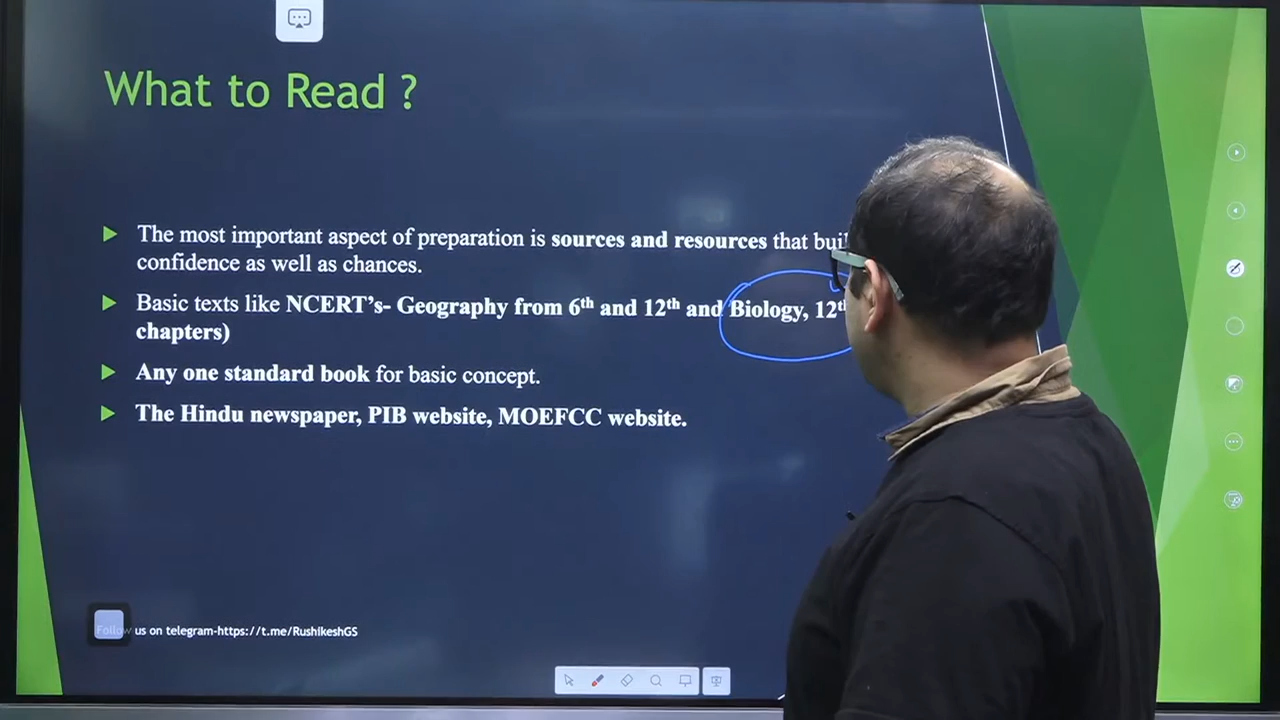 What to Read ?
The most important aspect of preparation is sources and resources that
confidence as well as chances.
Basic texts like NCERT's- Geography from 6th and 12th and Biology, 12th
chapters)
Any one standard book for basic concept.
The Hindu newspaper, PIB website, MOEFCC website.
Follow us on telegram-https://t.me/RushikeshGS